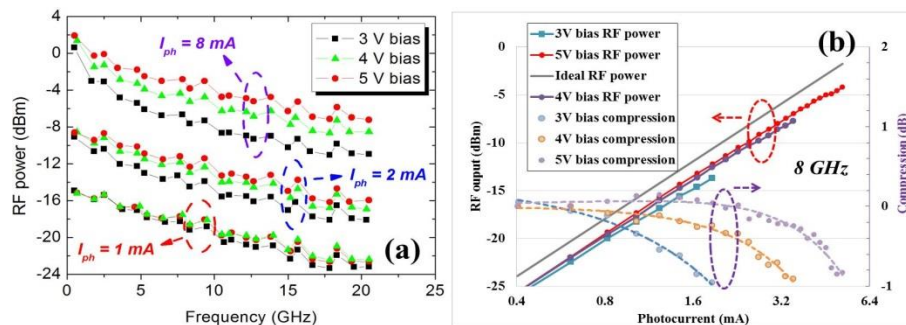 4
0
-4
-8
-12
-16
-20
-24
RF power (dBm)
I_ph = 8 mA
3 V bias
4 V bias
5 V bias
I_ph = 2 mA
I_ph = 1 mA
(a)
0 5 10 15 20 25
Frequency (GHz)
(b)
3V bias RF power
5V bias RF power
Ideal RF power
4V bias RF power
3V bias compression
4V bias compression
5V bias compression
8 GHz
0
-5
-10
-15
-20
-25
RF output (dBm)
2
1
0
-1
Compression (dB)
0.4 0.8 1.6 3.2 6.4
Photocurrent (mA)